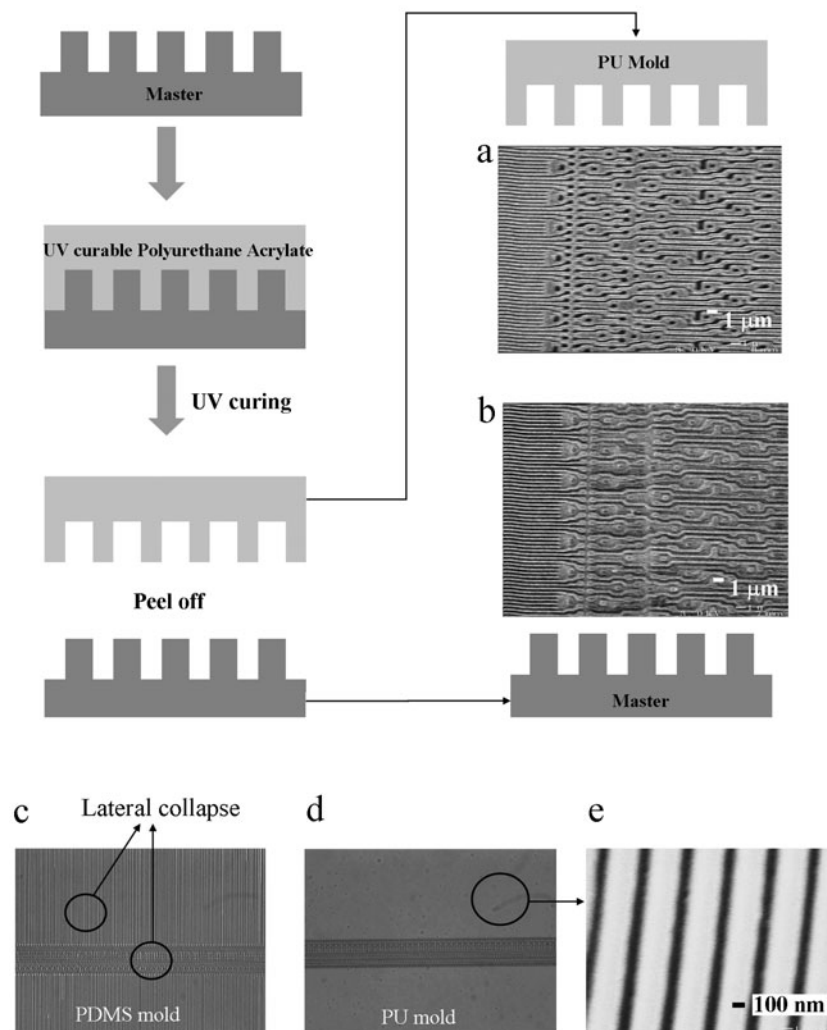 Master
PU Mold
a
UV curable Polyurethane Acrylate
1 μm
UV curing
b
1 μm
Peel off
Master
c
Lateral collapse
d
e
PDMS mold
PU mold
100 nm